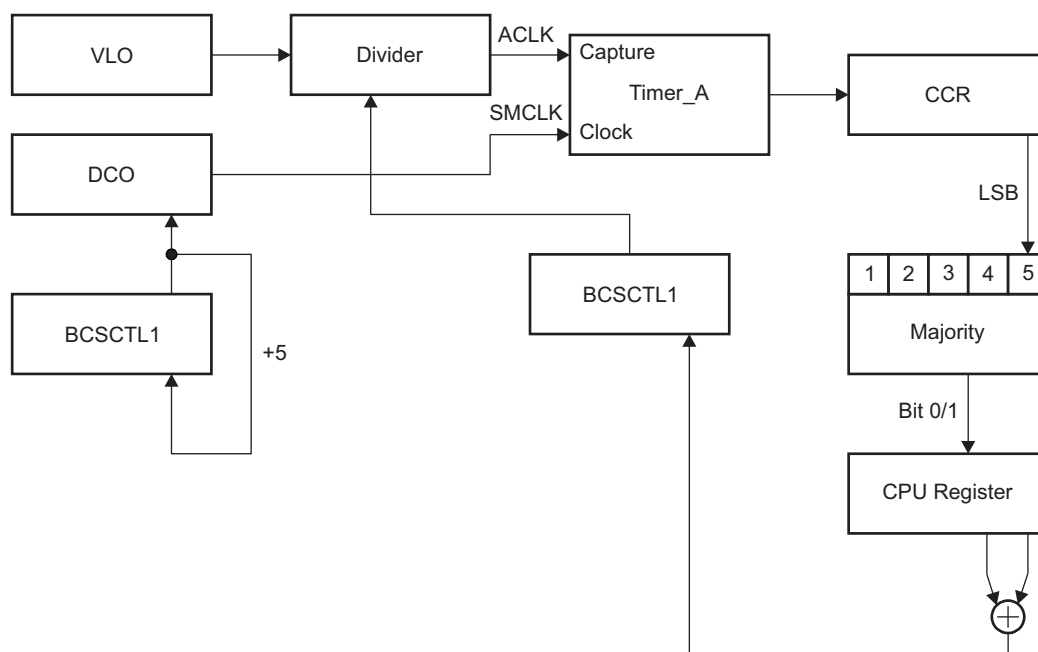 VLO
Divider
ACLK
Capture
Timer_A
CCR
SMCLK
Clock
DCO
LSB
1 2 3 4 5
BCSCTL1
BCSCTL1
Majority
+5
Bit 0/1
CPU Register